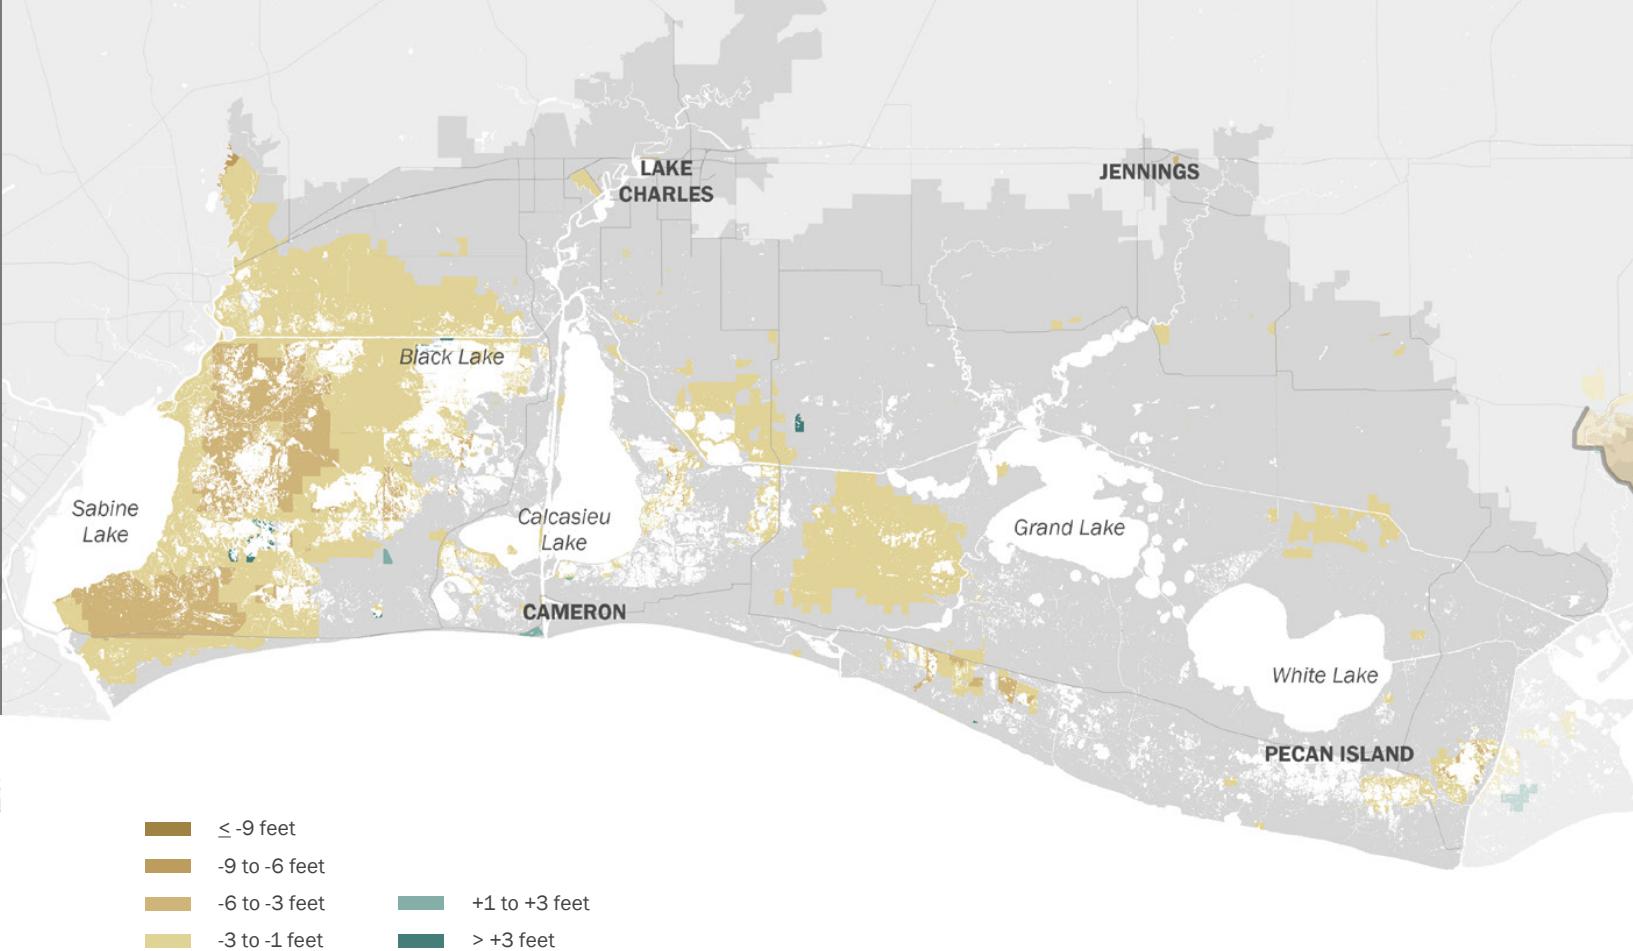 LAKE
CHARLES
JENNINGS
Black Lake
Sabine
Lake
Calcasieu
Lake
Grand Lake
CAMERON
White Lake
PECAN ISLAND
≤ -9 feet
-9 to -6 feet
-6 to -3 feet
+1 to +3 feet
-3 to -1 feet
> +3 feet